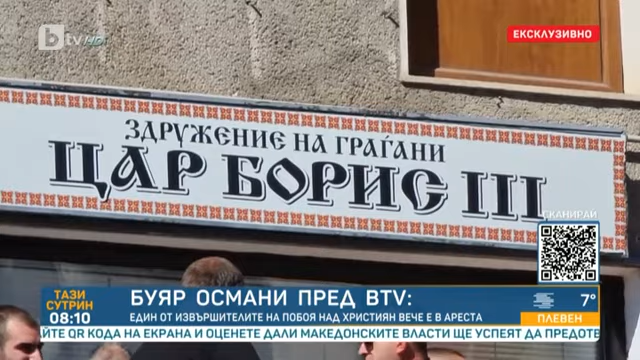 bTV HD
ЕКСКЛУЗИВНО
ЗДРУЖЕНИЕ НА ГРАЃАНИ
ЦАР БОРИС III
СКАНИРАЙ
ТАЗИ СУТРИН
08:10
БУЯР ОСМАНИ ПРЕД BTV:
ЕДИН ОТ ИЗВЪРШИТЕЛИТЕ НА ПОБОЯ НАД ХРИСТИЯН ВЕЧЕ Е В АРЕСТА
7°
ПЛЕВЕН
АЙТЕ QR КОДА НА ЕКРАНА И ОЦЕНЕТЕ ДАЛИ МАКЕДОНСКИТЕ ВЛАСТИ ЩЕ УСПЕЯТ ДА ПРЕДОТВ